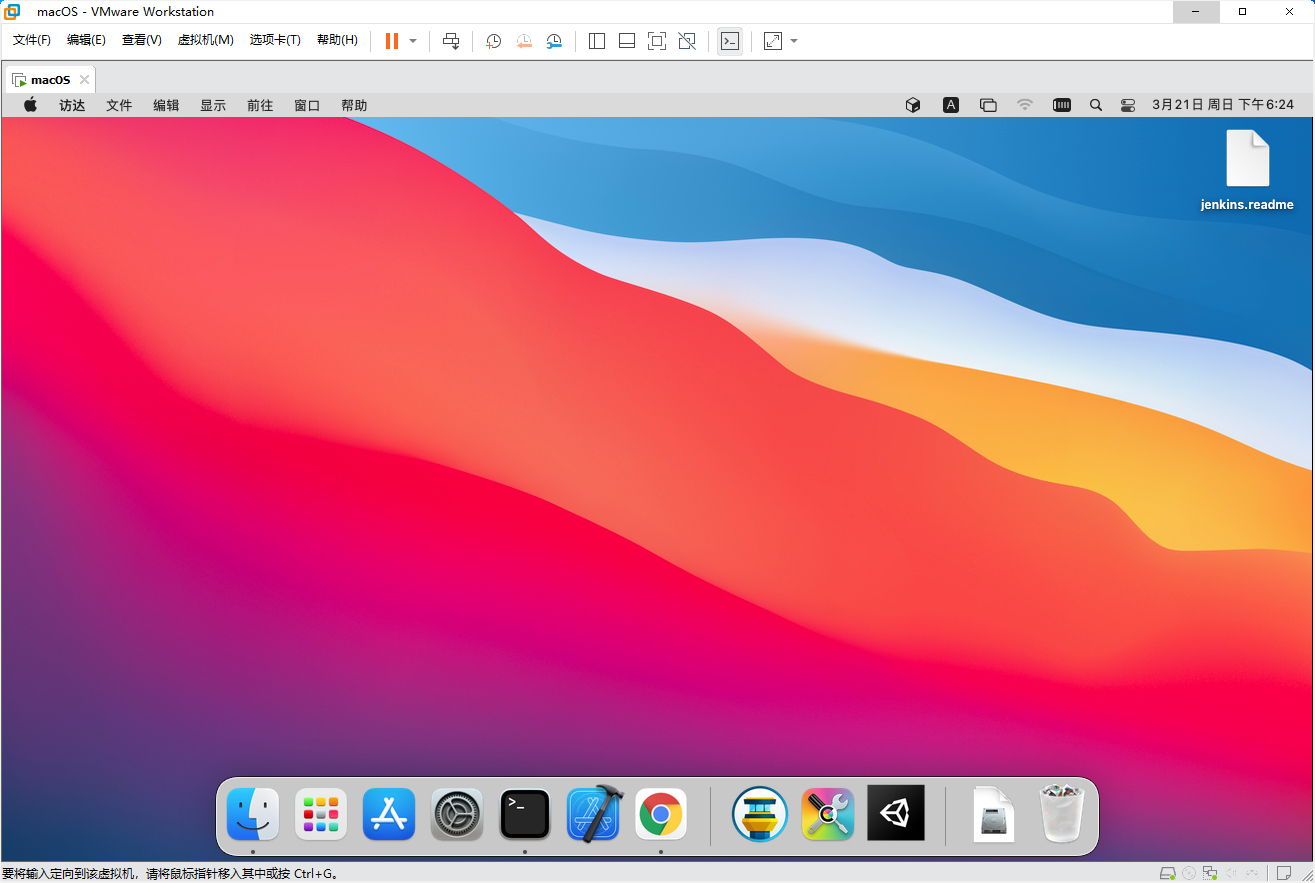 macOS - VMware Workstation
文件(F) 编辑(E) 查看(V) 虚拟机(M) 选项卡(T) 帮助(H)
macOS
访达 文件 编辑 显示 前往 窗口 帮助 A 3月21日 周日 下午6:24
jenkins.readme
要将输入定向到该虚拟机，请将鼠标指针移入其中或按 Ctrl+G。